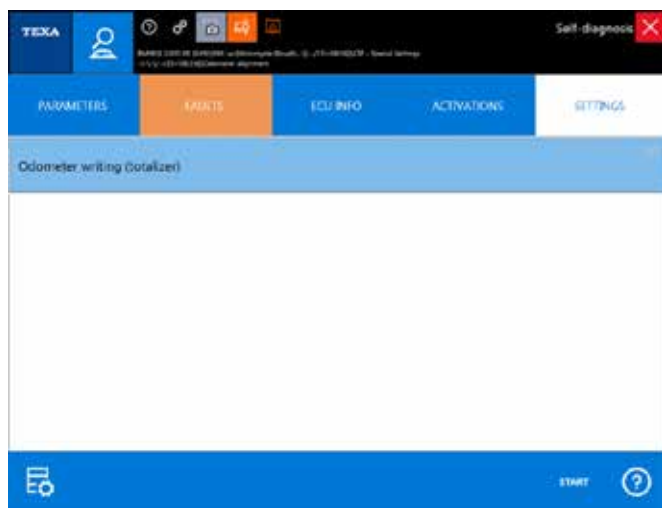 TEXA
Self-diagnosis
PARAMETERS
FAULTS
ECU INFO
ACTIVATIONS
SETTINGS
Odometer writing (totalizer)
START